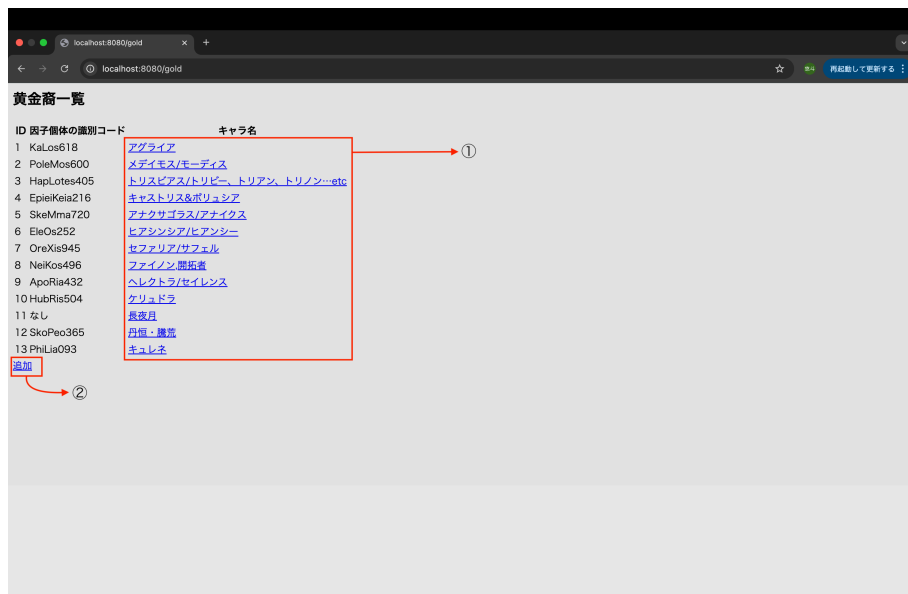 localhost:8080/gold
localhost:8080/gold
再起動して更新する
黄金裔一覧
ID 因子個体の識別コード キャラ名
1 KaLos618 アグライア
①
2 PoleMos600 メデイモス/モーディス
3 HapLotes405 トリスビアス/トリビー、トリアン、トリノン…etc
4 EpieiKeia216 キャストリス&ポリュシア
5 SkeMma720 アナクサゴラス/アナイクス
6 EleOs252 ヒアシンシア/ヒアンシー
7 OreXis945 セファリア/サフェル
8 NeiKos496 ファイノン,開拓者
9 ApoRia432 ヘレクトラ/セイレンス
10 HubRis504 ケリュドラ
11 なし 長夜月
12 SkoPeo365 丹恒・騰荒
13 PhiLia093 キュレネ
追加
②